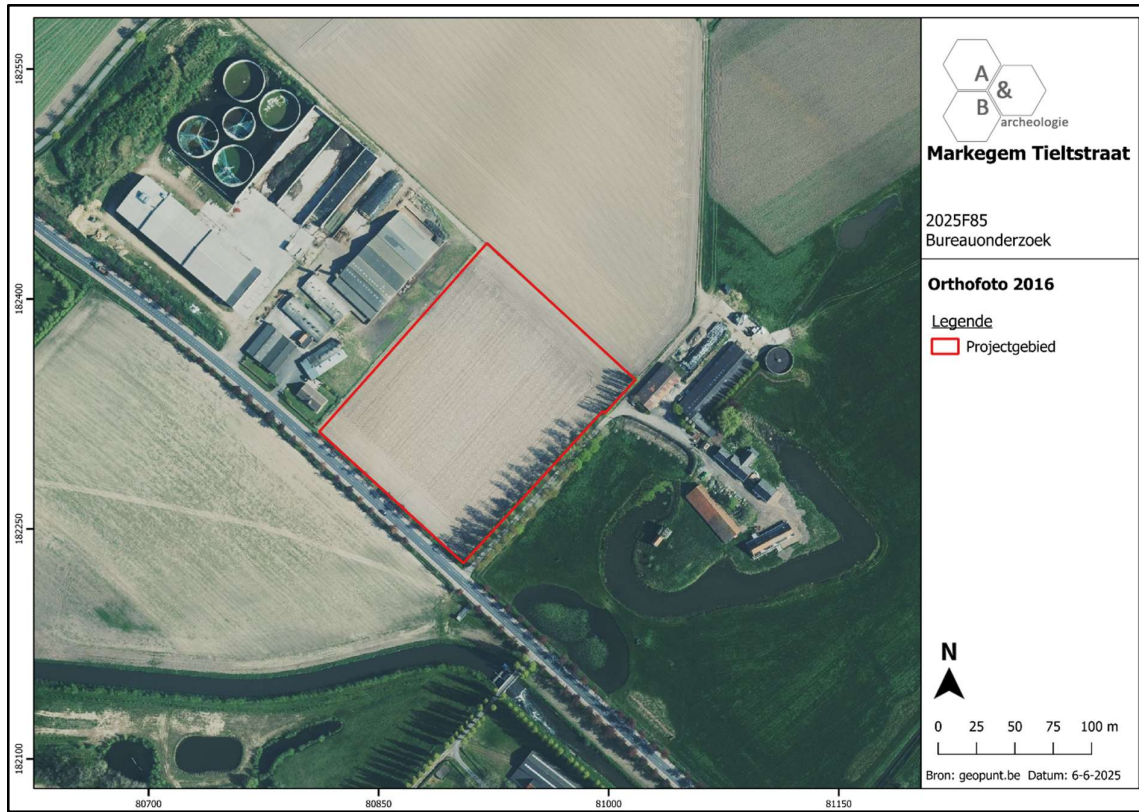 A
&
B
archeologie
Markegem Tieltstraat
2025F85
Bureauonderzoek
Orthofoto 2016
Legende
Projectgebied
N
0 25 50 75 100 m
Bron: geopunt.be Datum: 6-6-2025
182550
182400
182250
182100
80700 80850 81000 81150